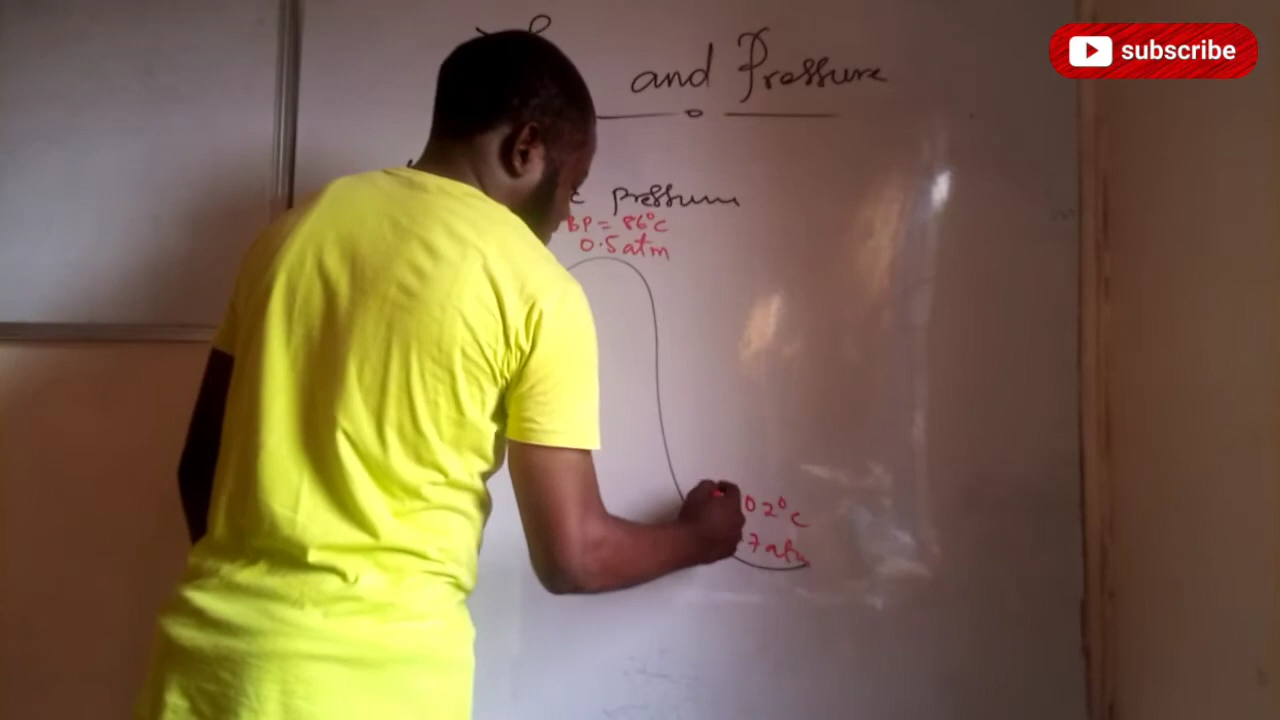 subscribe
and Pressure
pressure
BP = 86°C
0.5 atm
02°C
7 atm